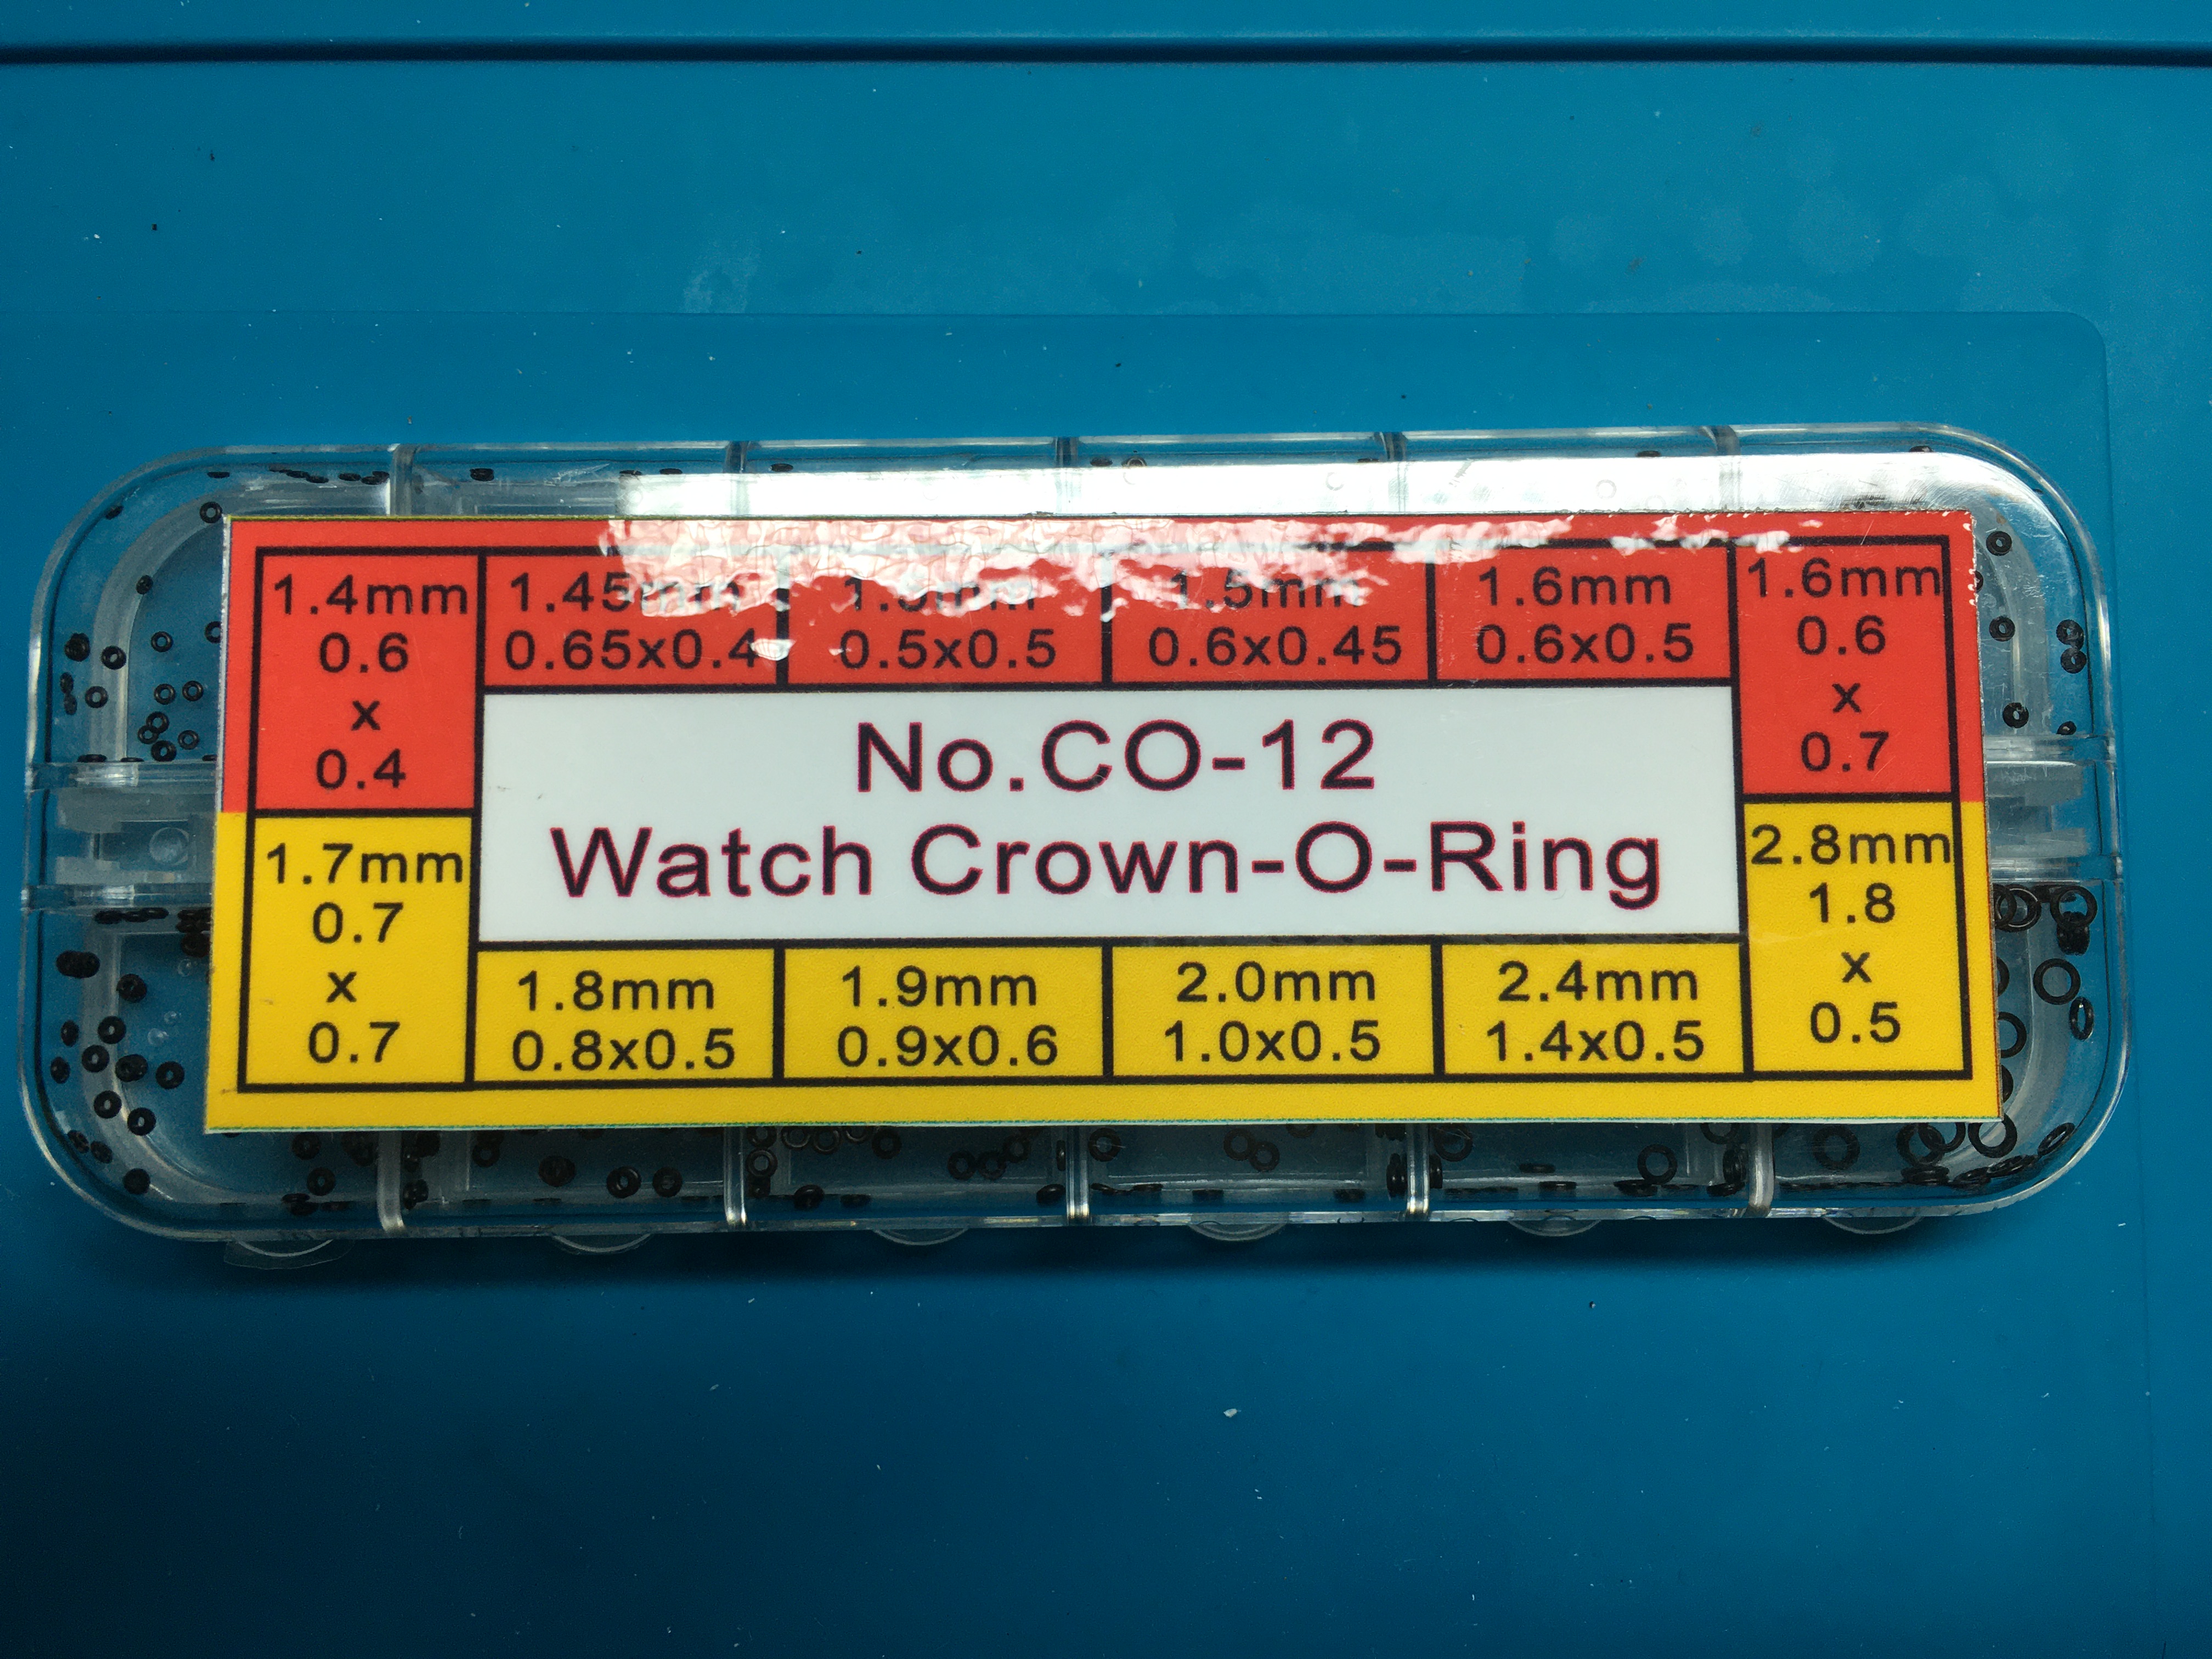 1.4mm
0.6
x
0.4
1.45mm
0.65x0.4
0.5x0.5
1.5mm
0.6x0.45
1.6mm
0.6x0.5
1.6mm
0.6
x
0.7
No.CO-12
Watch Crown-O-Ring
1.7mm
0.7
x
0.7
1.8mm
0.8x0.5
1.9mm
0.9x0.6
2.0mm
1.0x0.5
2.4mm
1.4x0.5
2.8mm
1.8
x
0.5